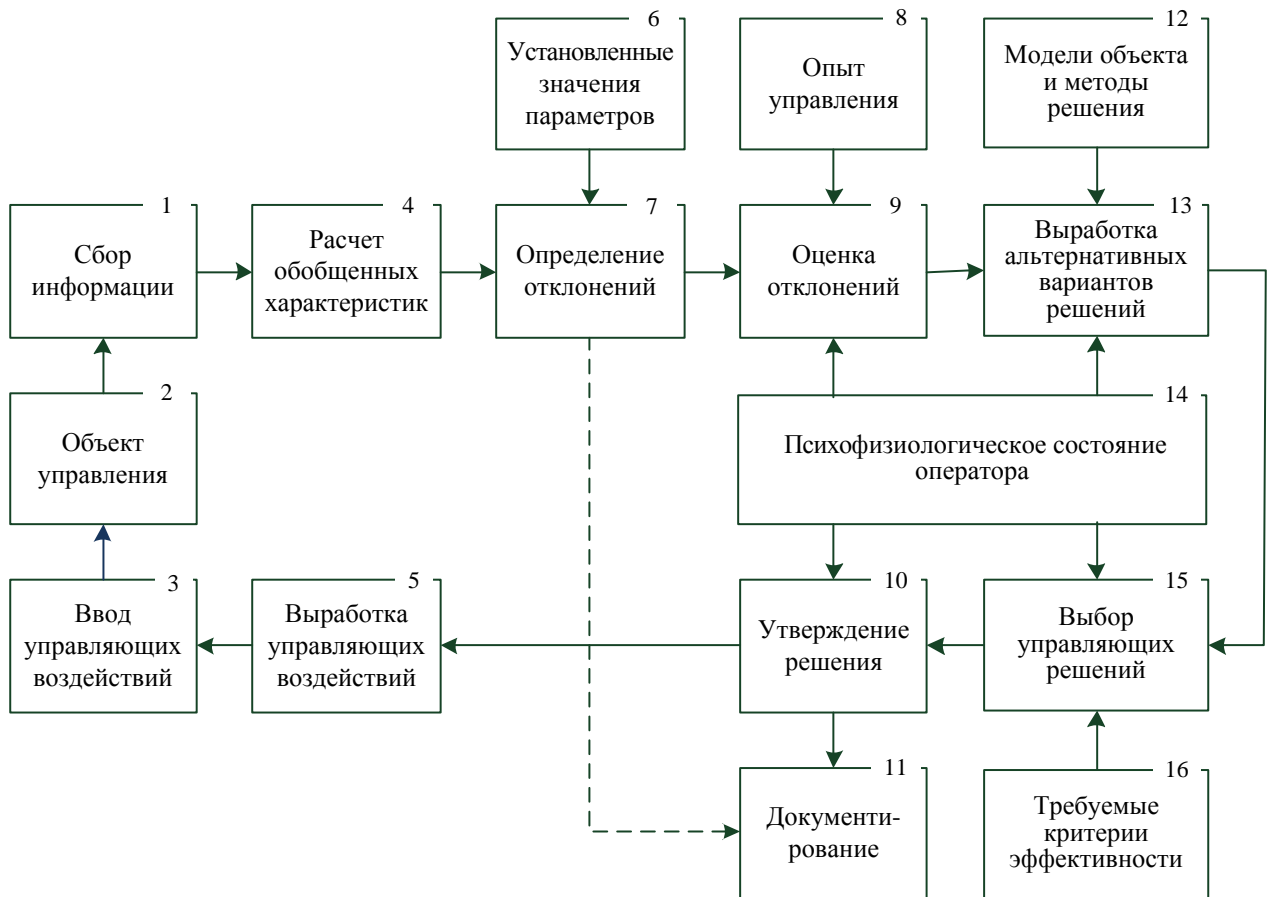 6
Установленные
значения
параметров
8
Опыт
управления
12
Модели объекта
и методы
решения
1
Сбор
информации
4
Расчет
обобщенных
характеристик
7
Определение
отклонений
9
Оценка
отклонений
13
Выработка
альтернативных
вариантов
решений
2
Объект
управления
14
Психофизиологическое состояние
оператора
3
Ввод
управляющих
воздействий
5
Выработка
управляющих
воздействий
10
Утверждение
решения
15
Выбор
управляющих
решений
11
Документи-
рование
16
Требуемые
критерии
эффективности